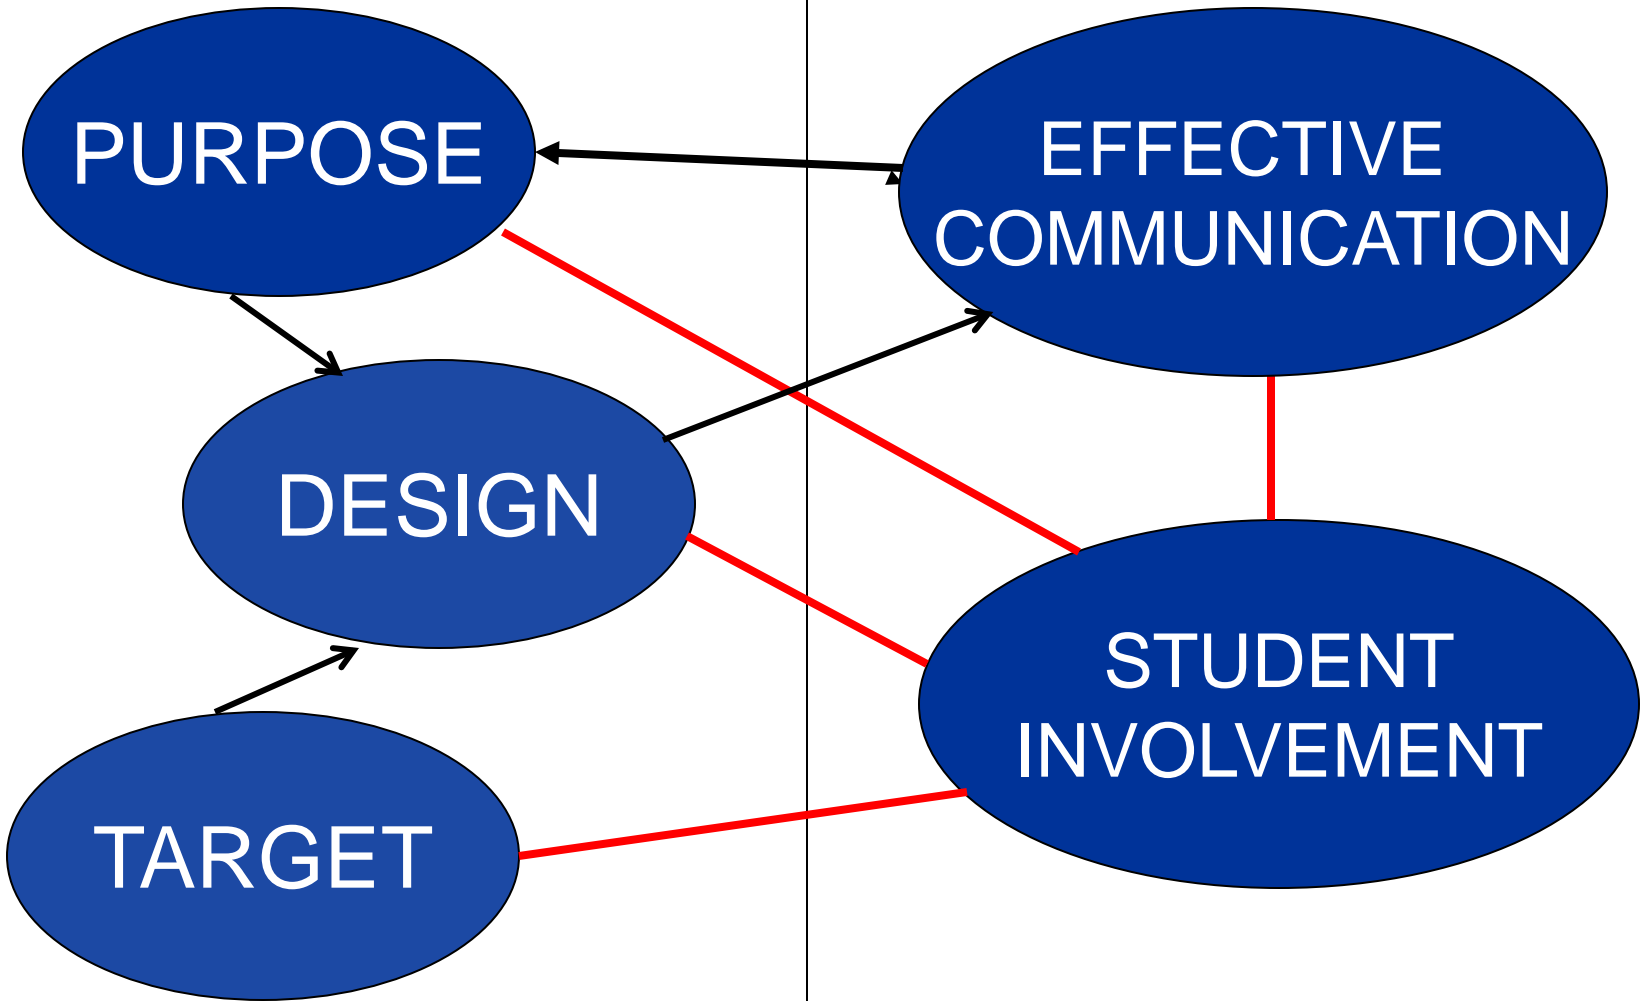 PURPOSE
EFFECTIVE
COMMUNICATION
DESIGN
STUDENT
INVOLVEMENT
TARGET